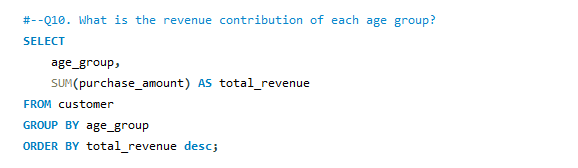 #--Q10. What is the revenue contribution of each age group?
SELECT
    age_group,
    SUM(purchase_amount) AS total_revenue
FROM customer
GROUP BY age_group
ORDER BY total_revenue desc;